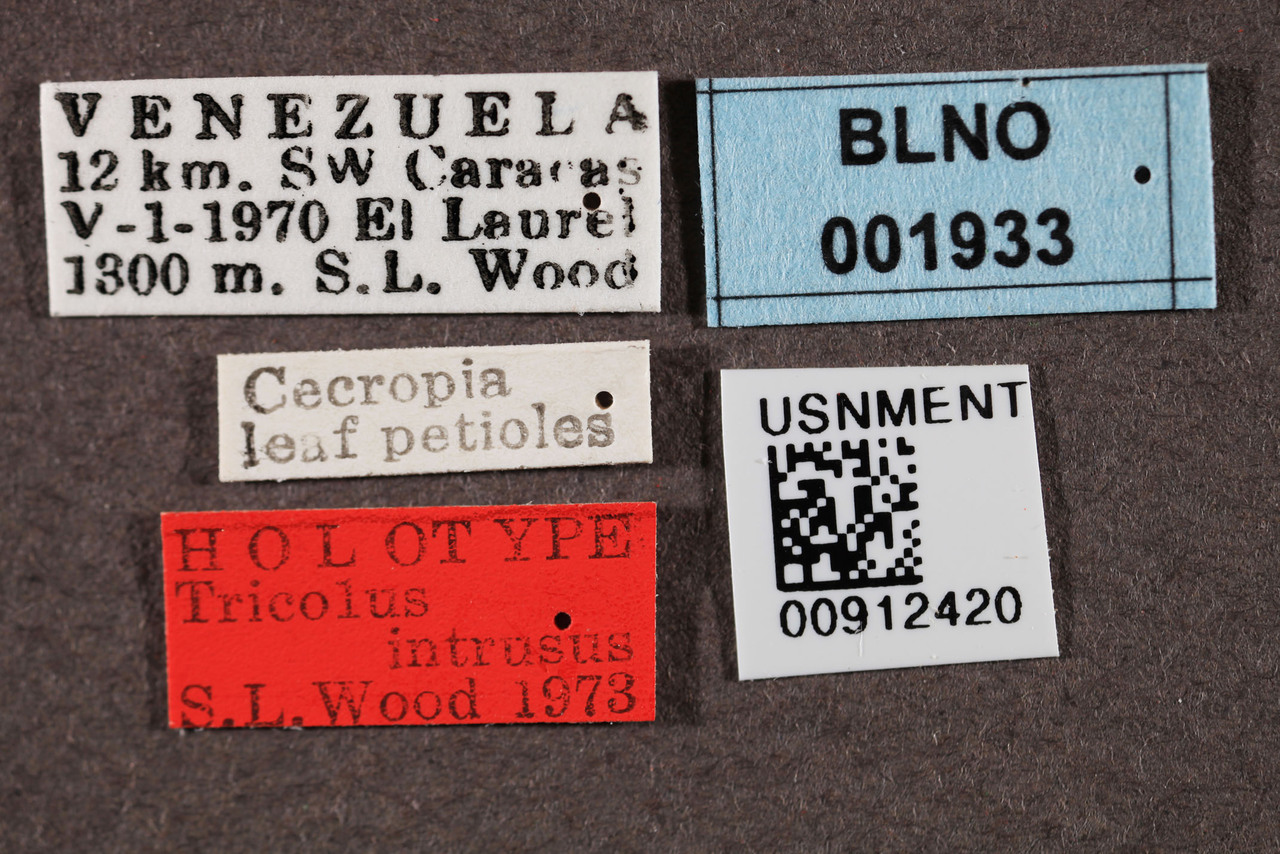 VENEZUELA
12 km. SW Caracas
V-1-1970 El Laurel
1300 m. S.L. Wood
BLNO
001933
Cecropia
leaf petioles
USNMENT
00912420
HOLOTYPE
Tricolus
intrusus
S.L. Wood 1973